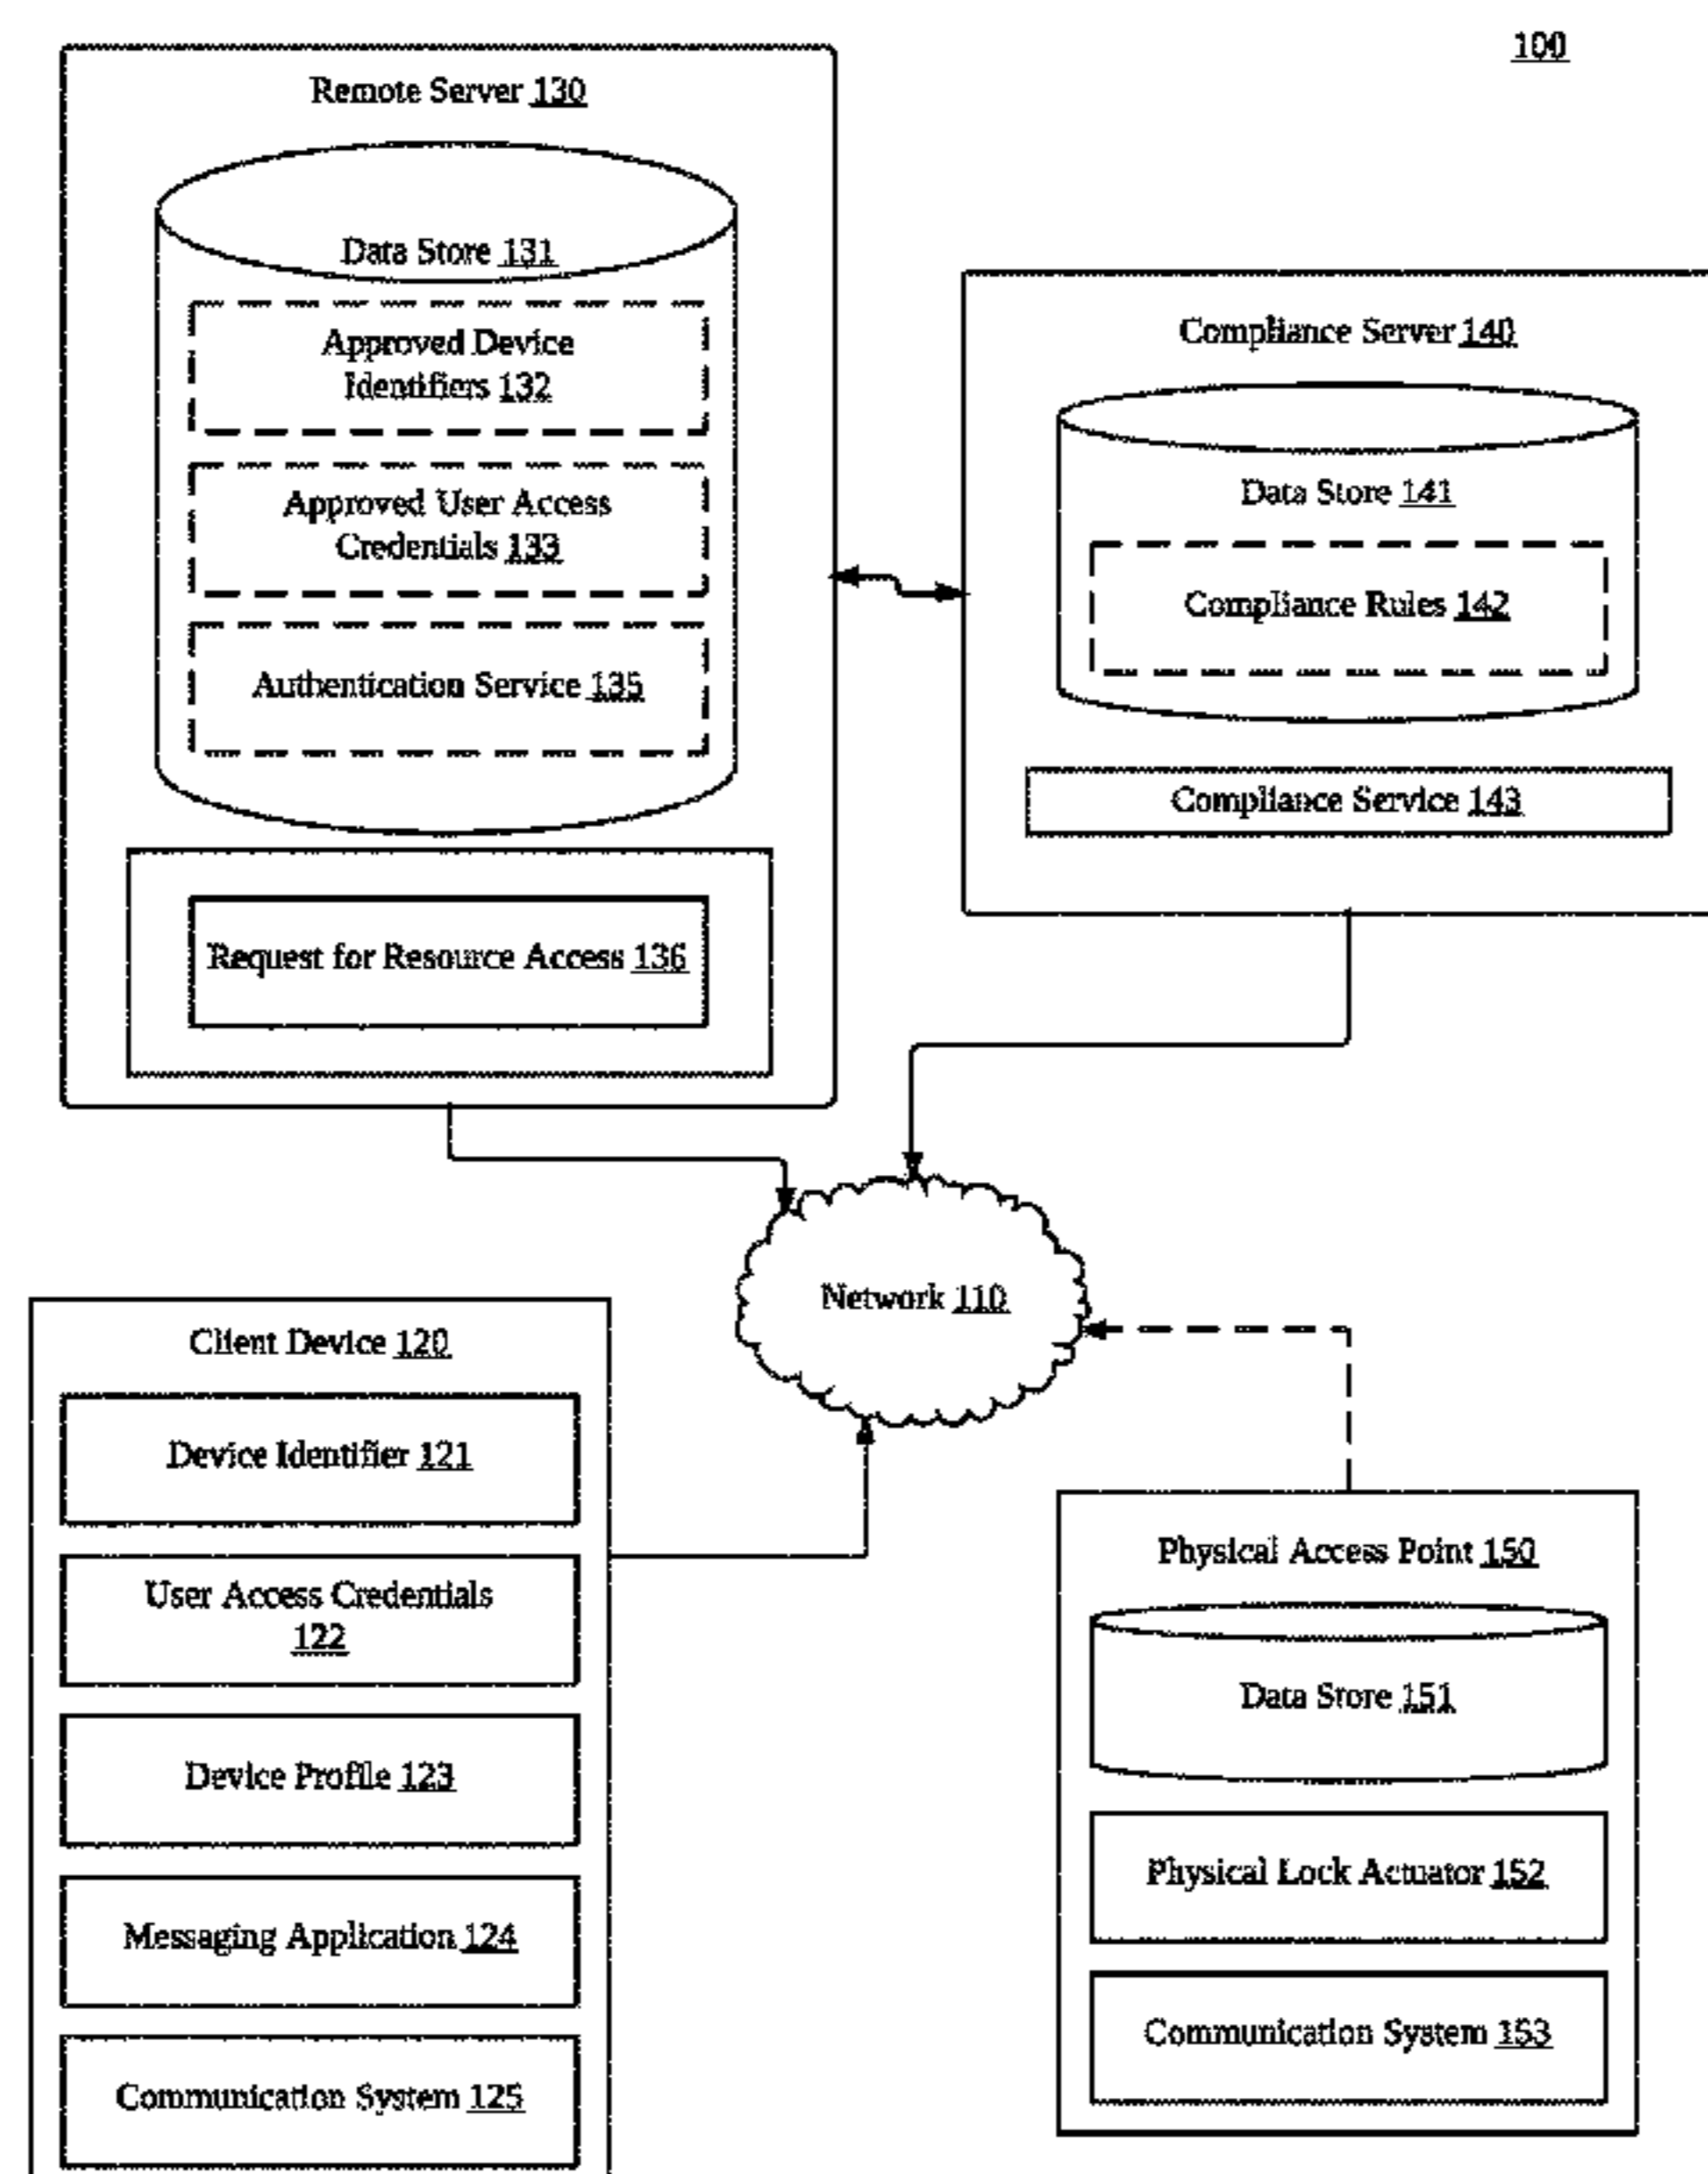 100
Remote Server 130
Data Store 131
Approved Device
Identifiers 132
Approved User Access
Credentials 133
Authentication Service 135
Request for Resource Access 136
Compliance Server 140
Data Store 141
Compliance Rules 142
Compliance Service 143
Network 110
Client Device 120
Device Identifier 121
User Access Credentials
122
Device Profile 123
Messaging Application 124
Communication System 125
Physical Access Point 150
Data Store 151
Physical Lock Actuator 152
Communication System 153